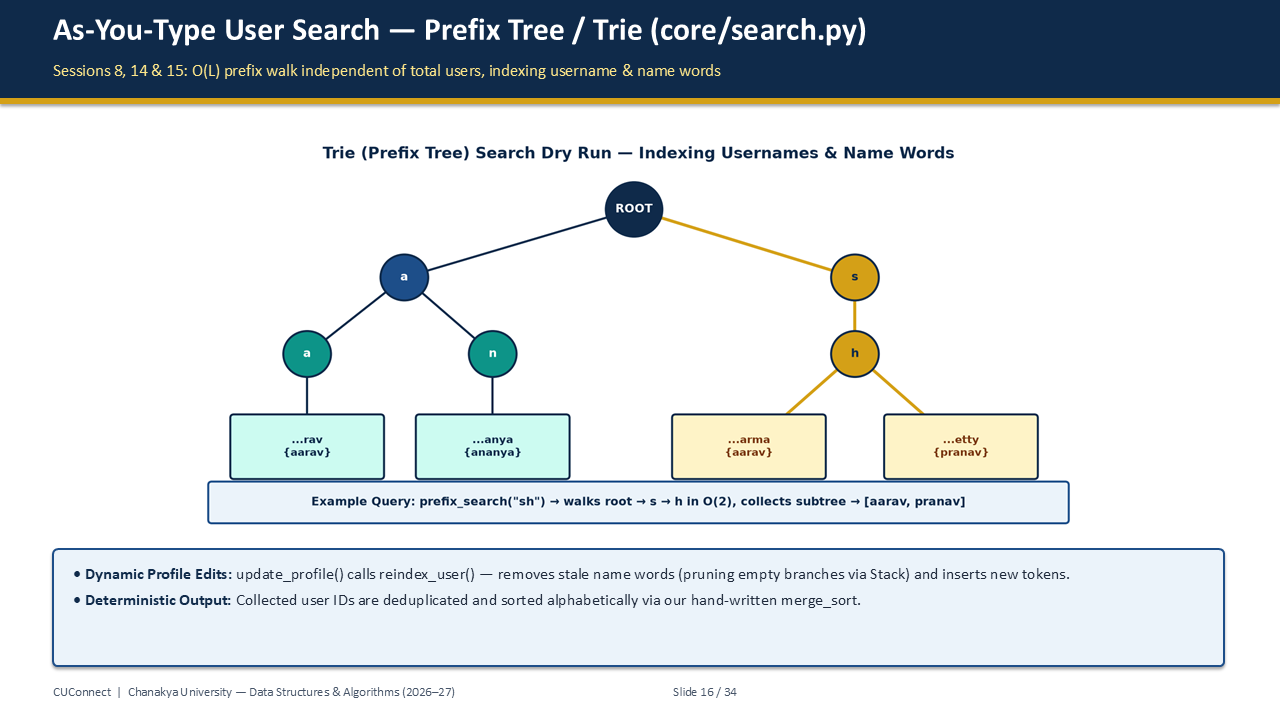 As-You-Type User Search — Prefix Tree / Trie (core/search.py)
Sessions 8, 14 & 15: O(L) prefix walk independent of total users, indexing username & name words
Trie (Prefix Tree) Search Dry Run — Indexing Usernames & Name Words
ROOT
a
s
a
n
h
...rav
{aarav}
...anya
{ananya}
...arma
{aarav}
...etty
{pranav}
Example Query: prefix_search("sh") → walks root → s → h in O(2), collects subtree → [aarav, pranav]
• Dynamic Profile Edits: update_profile() calls reindex_user() — removes stale name words (pruning empty branches via Stack) and inserts new tokens.
• Deterministic Output: Collected user IDs are deduplicated and sorted alphabetically via our hand-written merge_sort.
CUConnect | Chanakya University — Data Structures & Algorithms (2026–27)
Slide 16 / 34